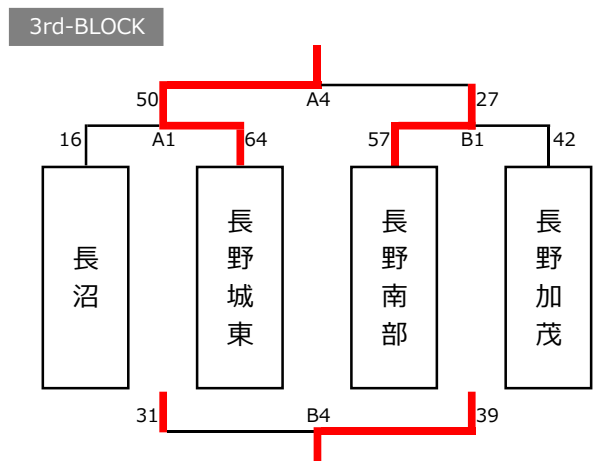 3rd-BLOCK
50 A4 27
16 A1 64 57 B1 42
長沼
長野城東
長野南部
長野加茂
31 B4 39